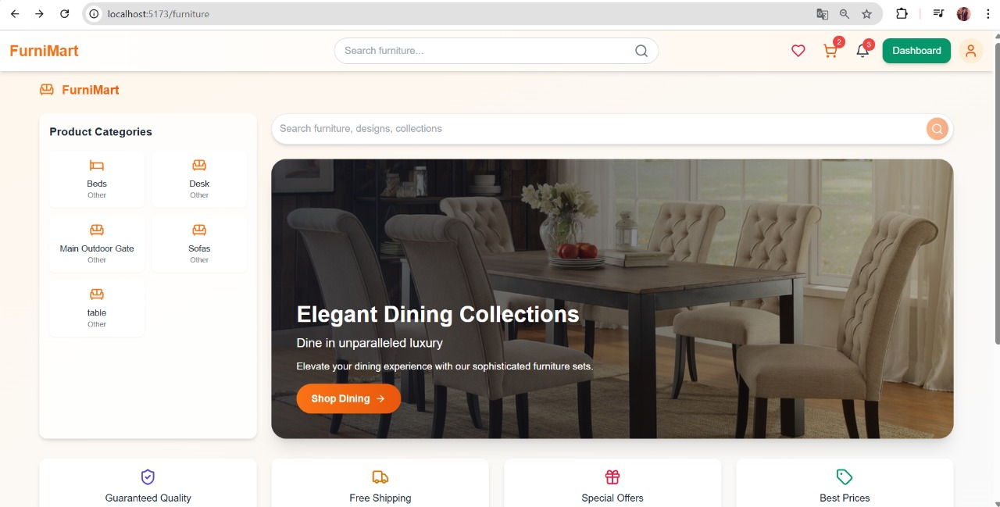 localhost:5173/furniture
FurniMart
Search furniture...
2
3
Dashboard
FurniMart
Product Categories
Search furniture, designs, collections
Beds
Other
Desk
Other
Main Outdoor Gate
Other
Sofas
Other
table
Other
Elegant Dining Collections
Dine in unparalleled luxury
Elevate your dining experience with our sophisticated furniture sets.
Shop Dining →
Guaranteed Quality
Free Shipping
Special Offers
Best Prices